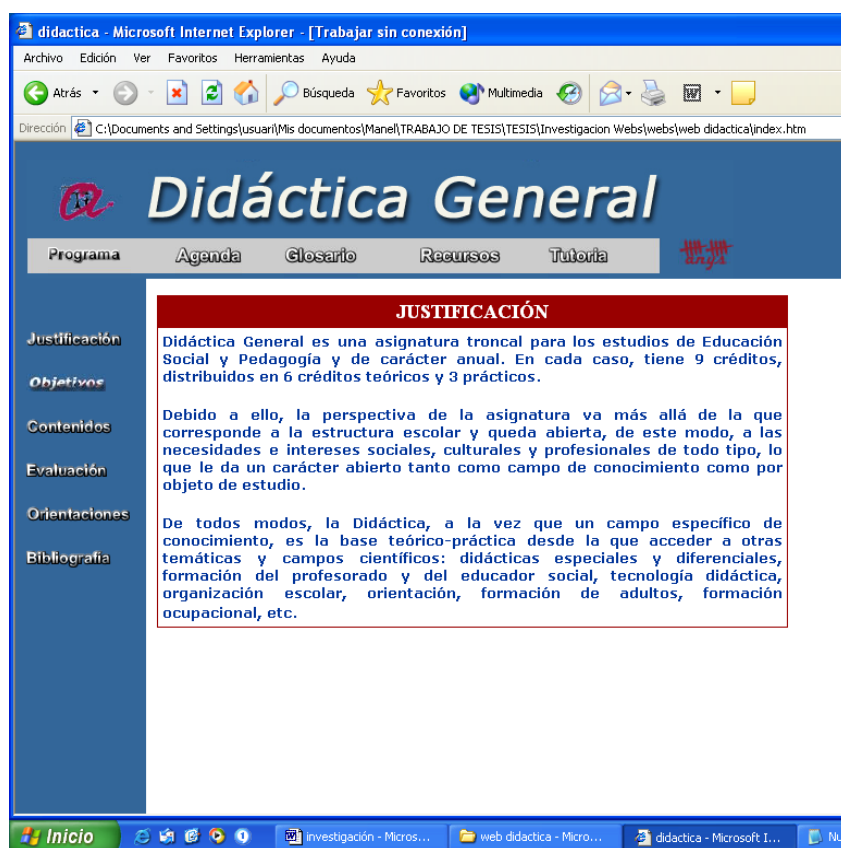 didactica - Microsoft Internet Explorer - [Trabajar sin conexión]
Archivo Edición Ver Favoritos Herramientas Ayuda
Atrás Búsqueda Favoritos Multimedia
Dirección C:\Documents and Settings\usuari\Mis documentos\Manel\TRABAJO DE TESIS\TESIS\Investigacion Webs\webs\web didactica\index.htm
Didáctica General
Programa Agenda Glosario Recursos Tutoria
anys
JUSTIFICACIÓN
Justificación
Objetivos
Contenidos
Evaluación
Orientaciones
Bibliografia
Didáctica General es una asignatura troncal para los estudios de Educación
Social y Pedagogía y de carácter anual. En cada caso, tiene 9 créditos,
distribuidos en 6 créditos teóricos y 3 prácticos.
Debido a ello, la perspectiva de la asignatura va más allá de la que
corresponde a la estructura escolar y queda abierta, de este modo, a las
necesidades e intereses sociales, culturales y profesionales de todo tipo, lo
que le da un carácter abierto tanto como campo de conocimiento como por
objeto de estudio.
De todos modos, la Didáctica, a la vez que un campo específico de
conocimiento, es la base teórico-práctica desde la que acceder a otras
temáticas y campos científicos: didácticas especiales y diferenciales,
formación del profesorado y del educador social, tecnología didáctica,
organización escolar, orientación, formación de adultos, formación
ocupacional, etc.
Inicio investigación - Micros... web didactica - Micro... didactica - Microsoft I... Nu